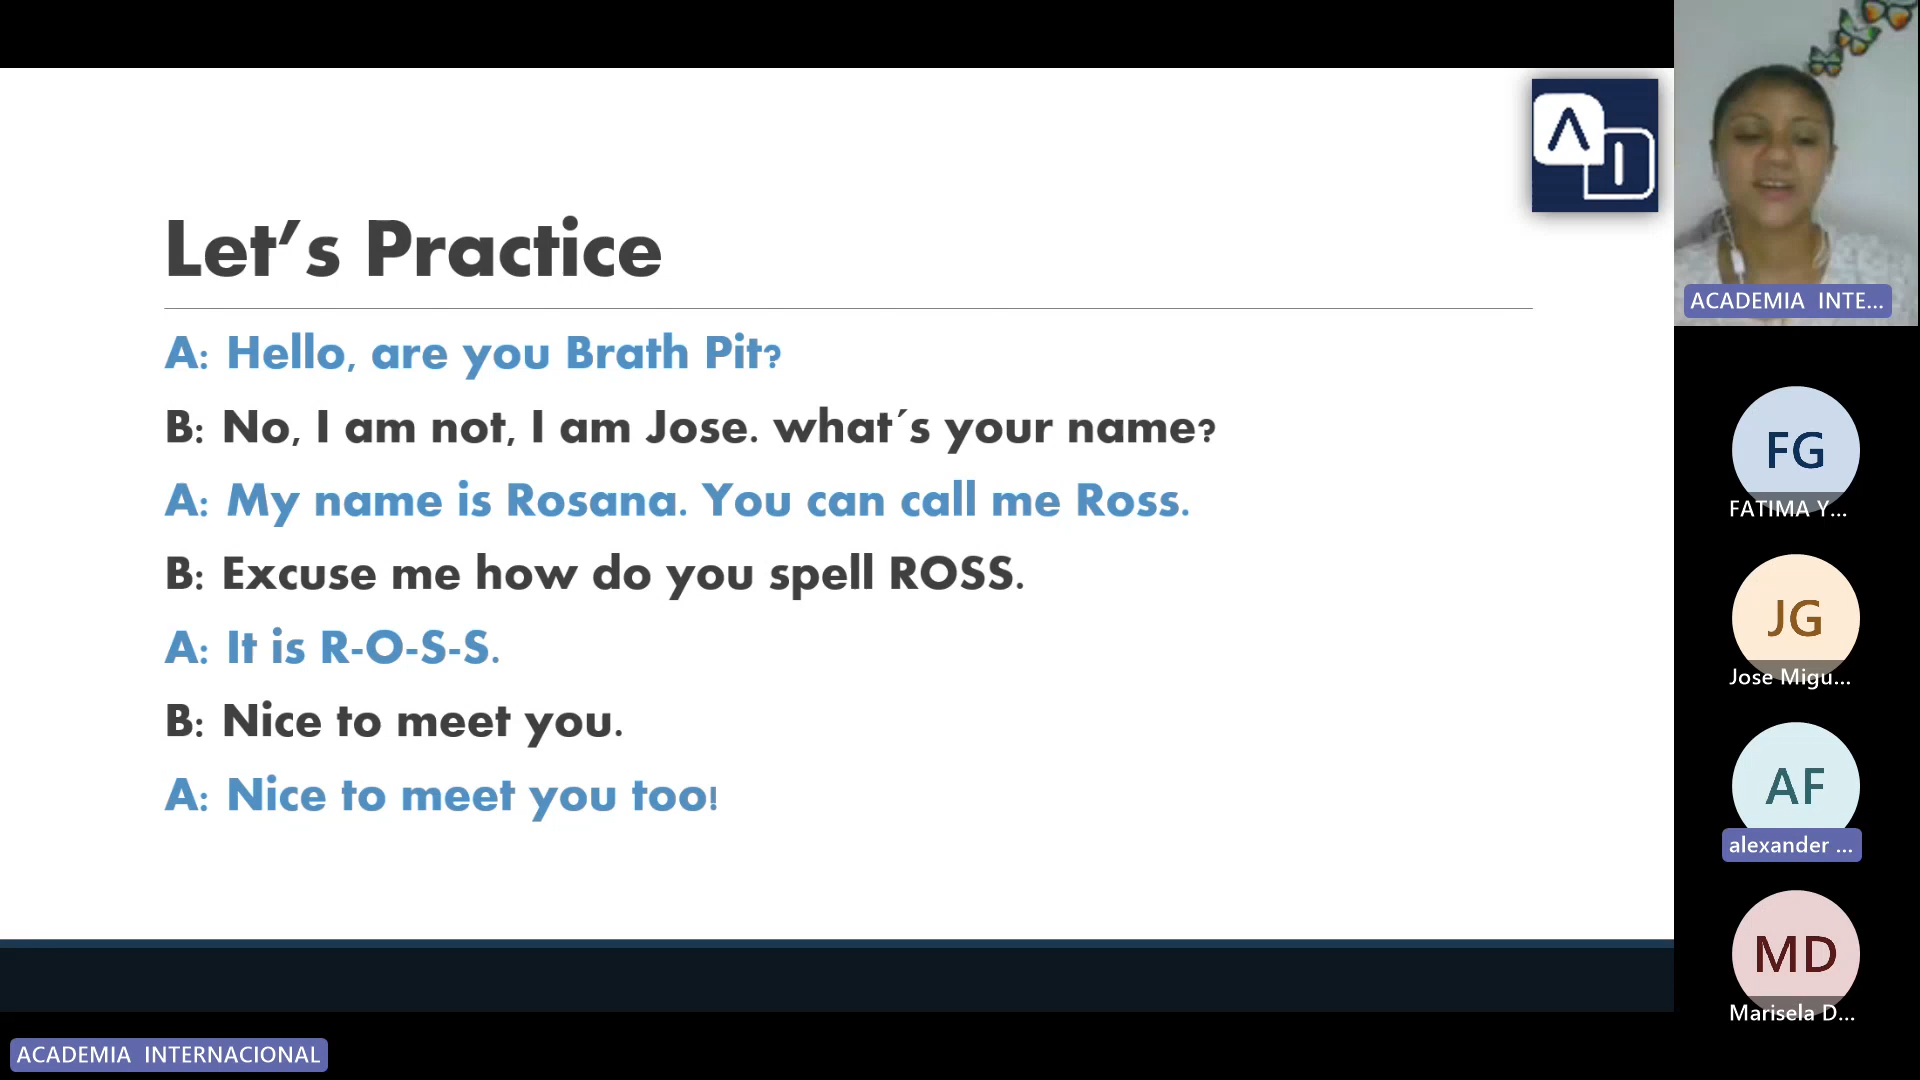 Let's Practice
A: Hello, are you Brath Pit?
B: No, I am not, I am Jose. what´s your name?
A: My name is Rosana. You can call me Ross.
B: Excuse me how do you spell ROSS.
A: It is R-O-S-S.
B: Nice to meet you.
A: Nice to meet you too!
AI
ACADEMIA INTE...
FG
FATIMA Y...
JG
Jose Migu...
AF
alexander ...
MD
Marisela D...
ACADEMIA INTERNACIONAL